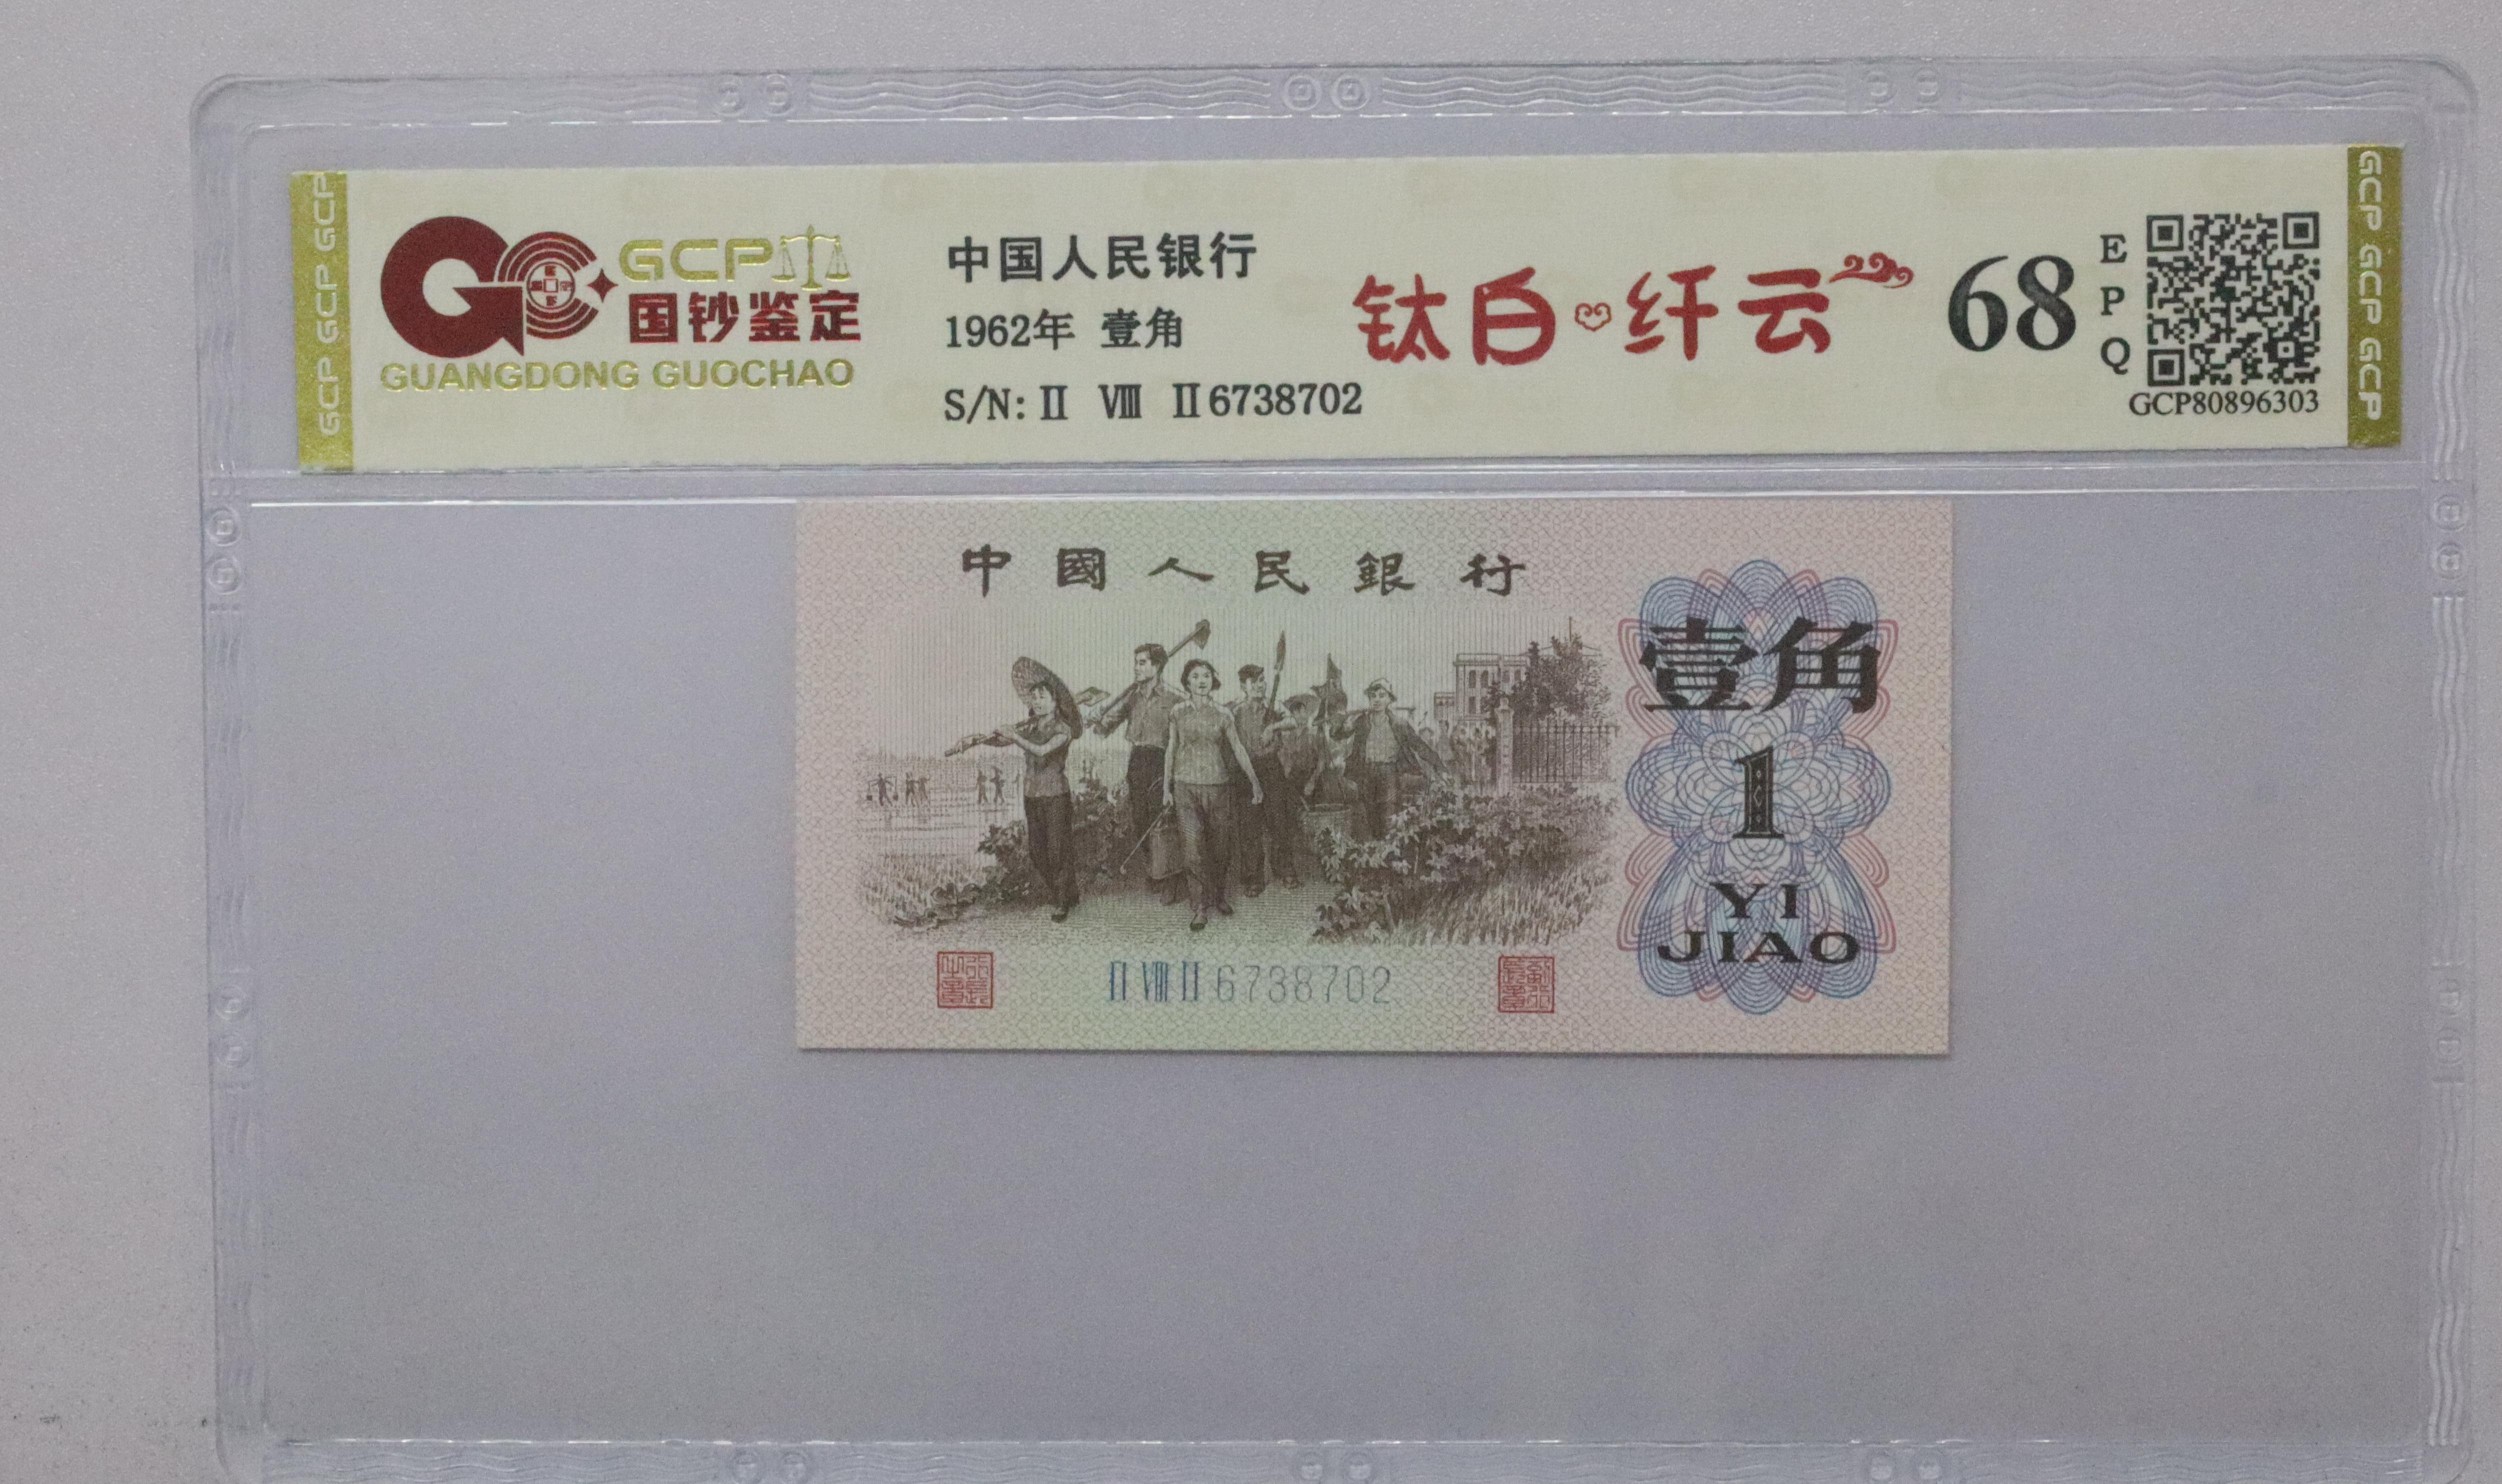 GCP
国钞鉴定
GUANGDONG GUOCHAO
中国人民银行
1962年 壹角
S/N: II VIII II 6738702
钛白 纤云
68
E
P
Q
GCP80896303
GCP GCP GCP
GCP GCP GCP
中國人民銀行
壹角
1
YI
JIAO
II VIII II 6738702